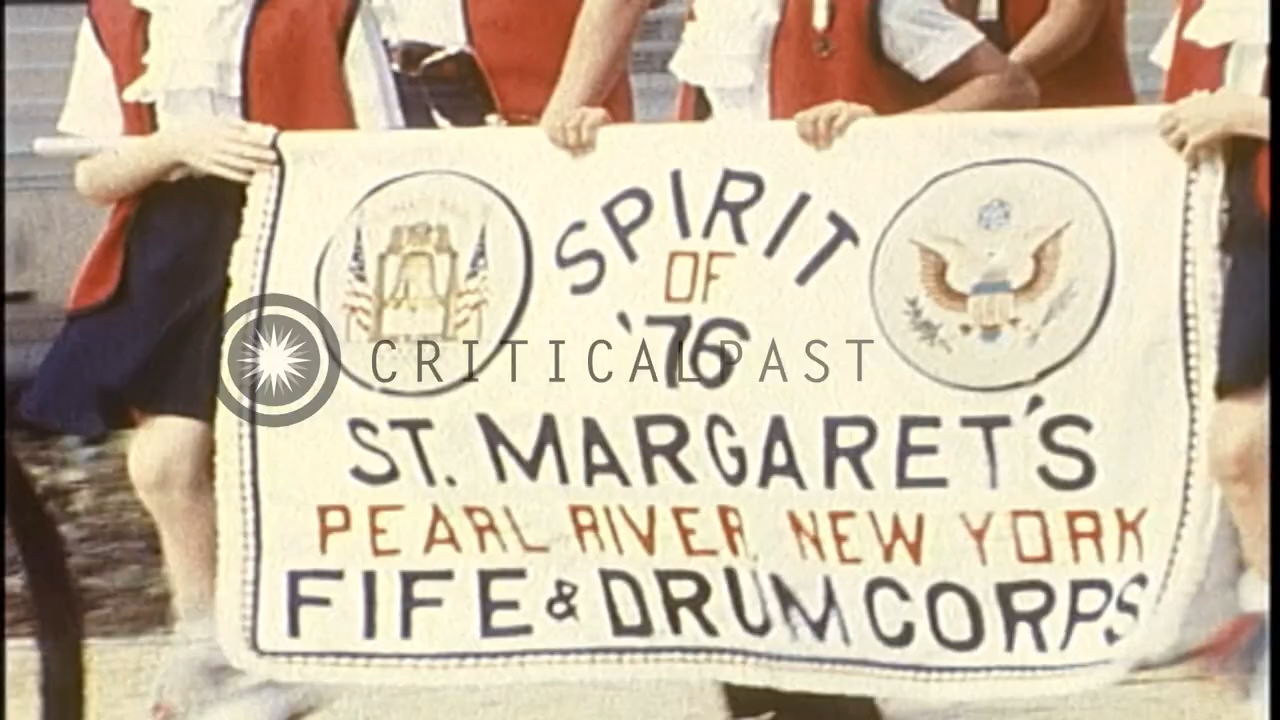 SPIRIT
OF
'76
CRITICALPAST
ST. MARGARET'S
PEARL RIVER, NEW YORK
FIFE & DRUM CORPS